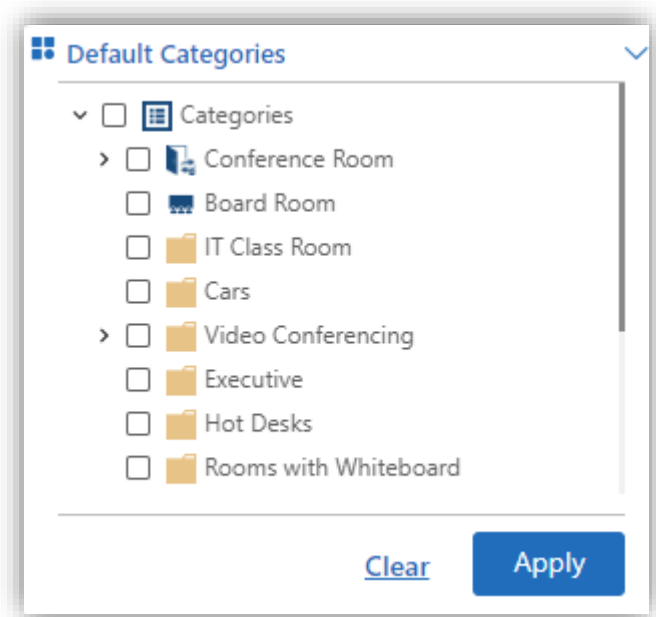 Default Categories
Categories
Conference Room
Board Room
IT Class Room
Cars
Video Conferencing
Executive
Hot Desks
Rooms with Whiteboard
Clear
Apply